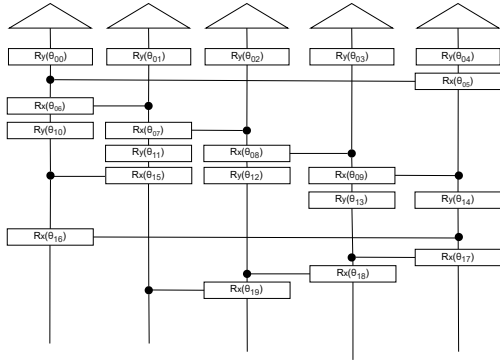 Ry(θ00) Ry(θ01) Ry(θ02) Ry(θ03) Ry(θ04)
Rx(θ05)
Rx(θ06)
Ry(θ10) Rx(θ07)
Ry(θ11) Rx(θ08)
Rx(θ15) Ry(θ12) Rx(θ09)
Ry(θ13) Ry(θ14)
Rx(θ16)
Rx(θ17)
Rx(θ18)
Rx(θ19)